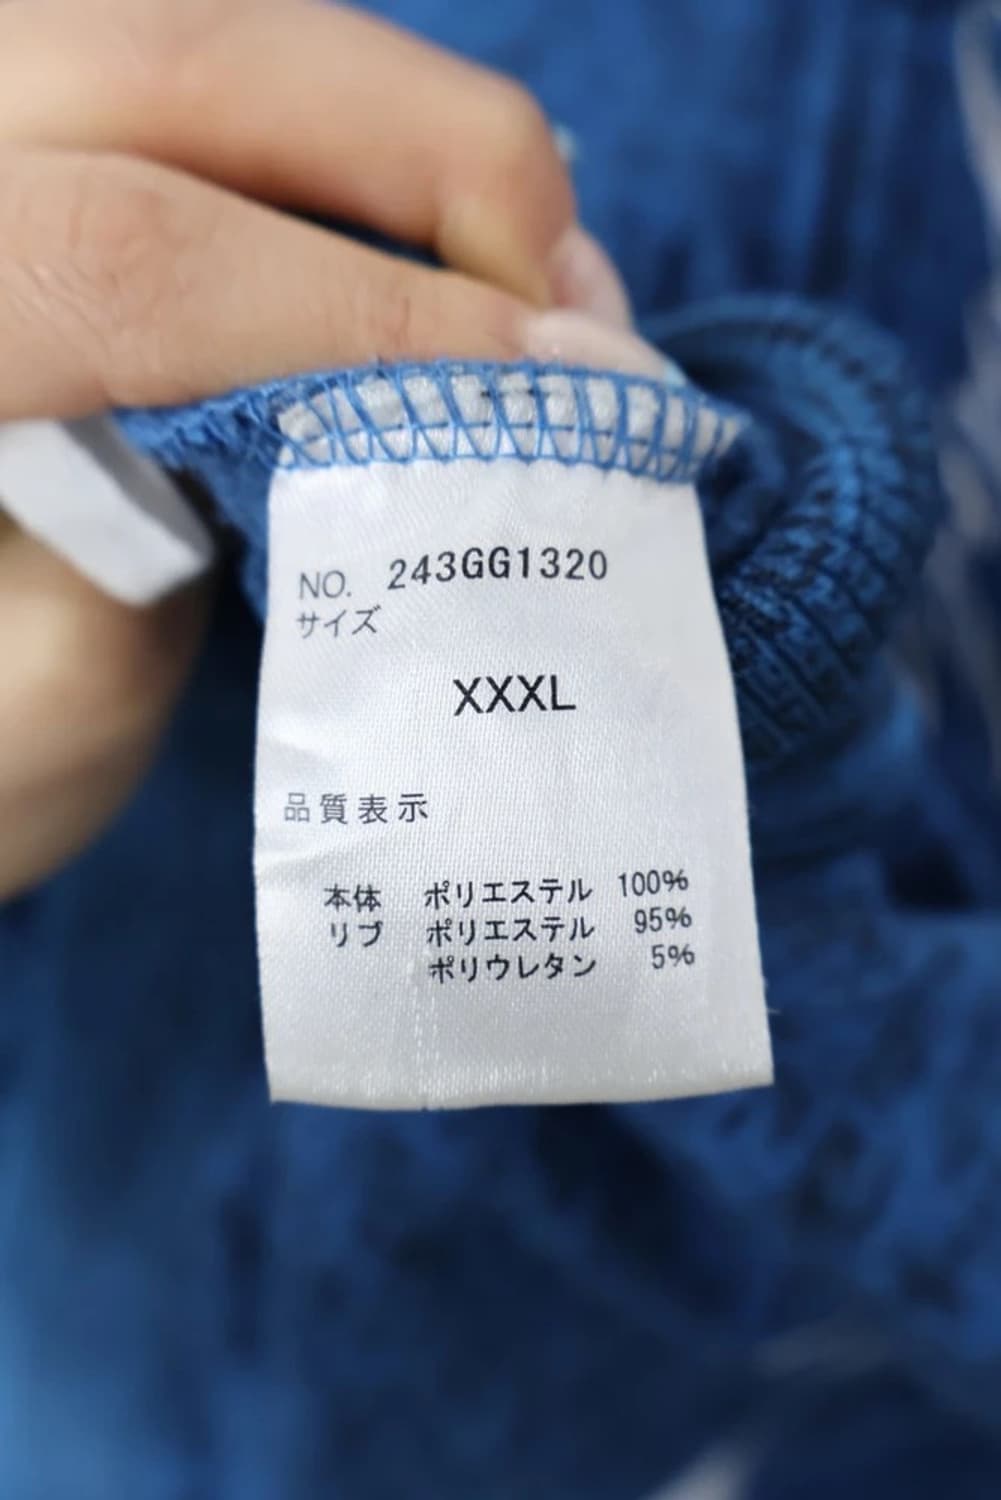 NO. 243GG1320
サイズ
XXXL
品質表示
本体 ポリエステル 100%
リブ ポリエステル 95%
ポリウレタン 5%